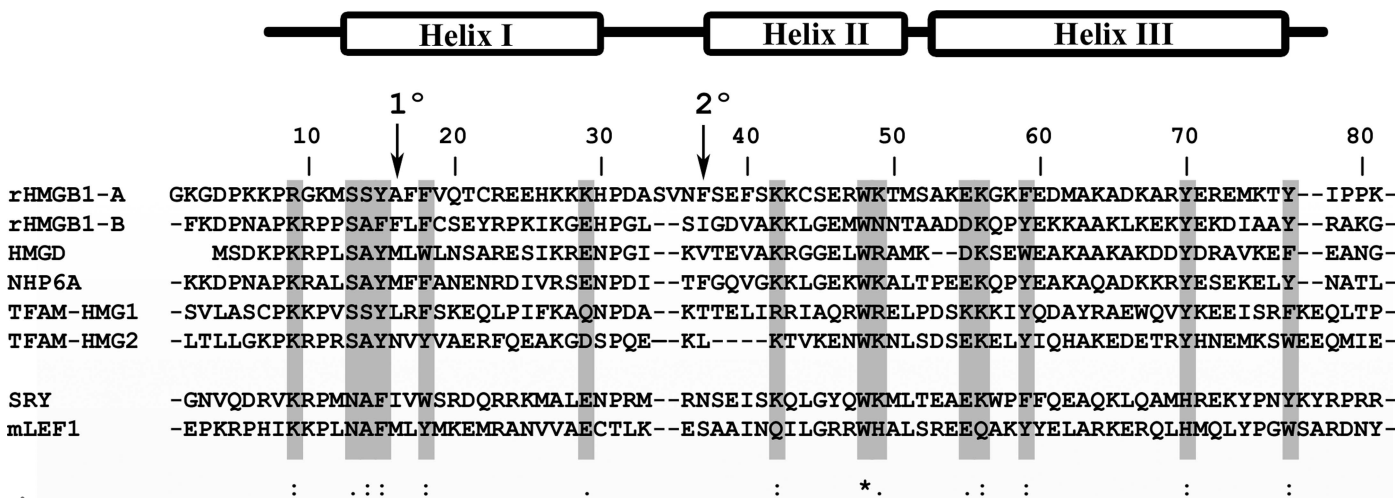 Helix I Helix II Helix III
1° 2°
10 20 30 40 50 60 70 80
rHMGB1-A GKGDPKKPRGKMSSYAFFVQTCREEHKKKHPDASVNFSEFSKKCSERWKTMSAKEKGKFEDMAKADKARYEREMKTY--IPPK-
rHMGB1-B -FKDPNAPKRPPSAFFLFCSEYRPKIKGEHPGL--SIGDVAKKLGEMWNNTAADDKQPYEKKAAKLKEKYEKDIAAY--RAKG-
HMGD MSDKPKRPLSAYMLWLNSARESIKRENPGI--KVTEVAKRGGELWRAMK--DKSEWEAKAAKAKDDYDRAVKEF--EANG-
NHP6A -KKDPNAPKRALSAYMFFANENRDIVRSENPDI--TFGQVGKKLGEKWKALTPEEKQPYEAKAQADKKRYESEKELY--NATL-
TFAM-HMG1 -SVLASCPKKPVSSYLRFSKEQLPIFKAQNPDA--KTTELIRRIAQRWRELPDSKKKIYQDAYRAEWQVYKEEISRFKEQLTP-
TFAM-HMG2 -LTLLGKPKRPRSAYNVYVAERFQEAKGDSPQE--KL----KTVKENWKNLSDSEKELYIQHAKEDETRYHNEMKSWEEQMIE-
SRY -GNVQDRVKRPMNAFIVWSRDQRRKMALENPRM--RNSEISKQLGYQWKMLTEAEKWPFFQEAQKLQAMHREKYPNYKYRPRR-
mLEF1 -EPKRPHIKKPLNAFMLYMKEMRANVVAECTLK--ESAAINQILGRRWHALSREEQAKYYELARKERQLHMQLYPGWSARDNY-
: .:: : . : *. .: : : :